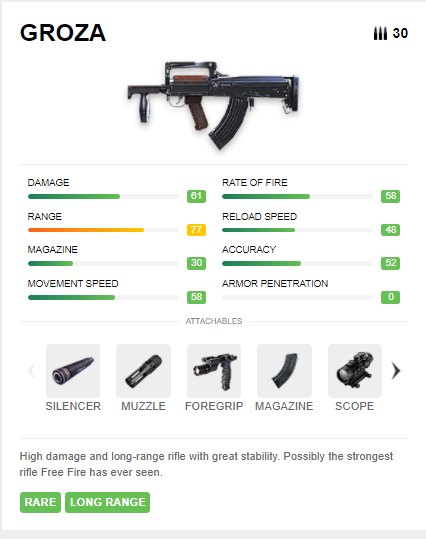 GROZA
30
DAMAGE 61
RATE OF FIRE 58
RANGE 77
RELOAD SPEED 48
MAGAZINE 30
ACCURACY 52
MOVEMENT SPEED 58
ARMOR PENETRATION 0
ATTACHABLES
SILENCER MUZZLE FOREGRIP MAGAZINE SCOPE
High damage and long-range rifle with great stability. Possibly the strongest
rifle Free Fire has ever seen.
RARE LONG RANGE